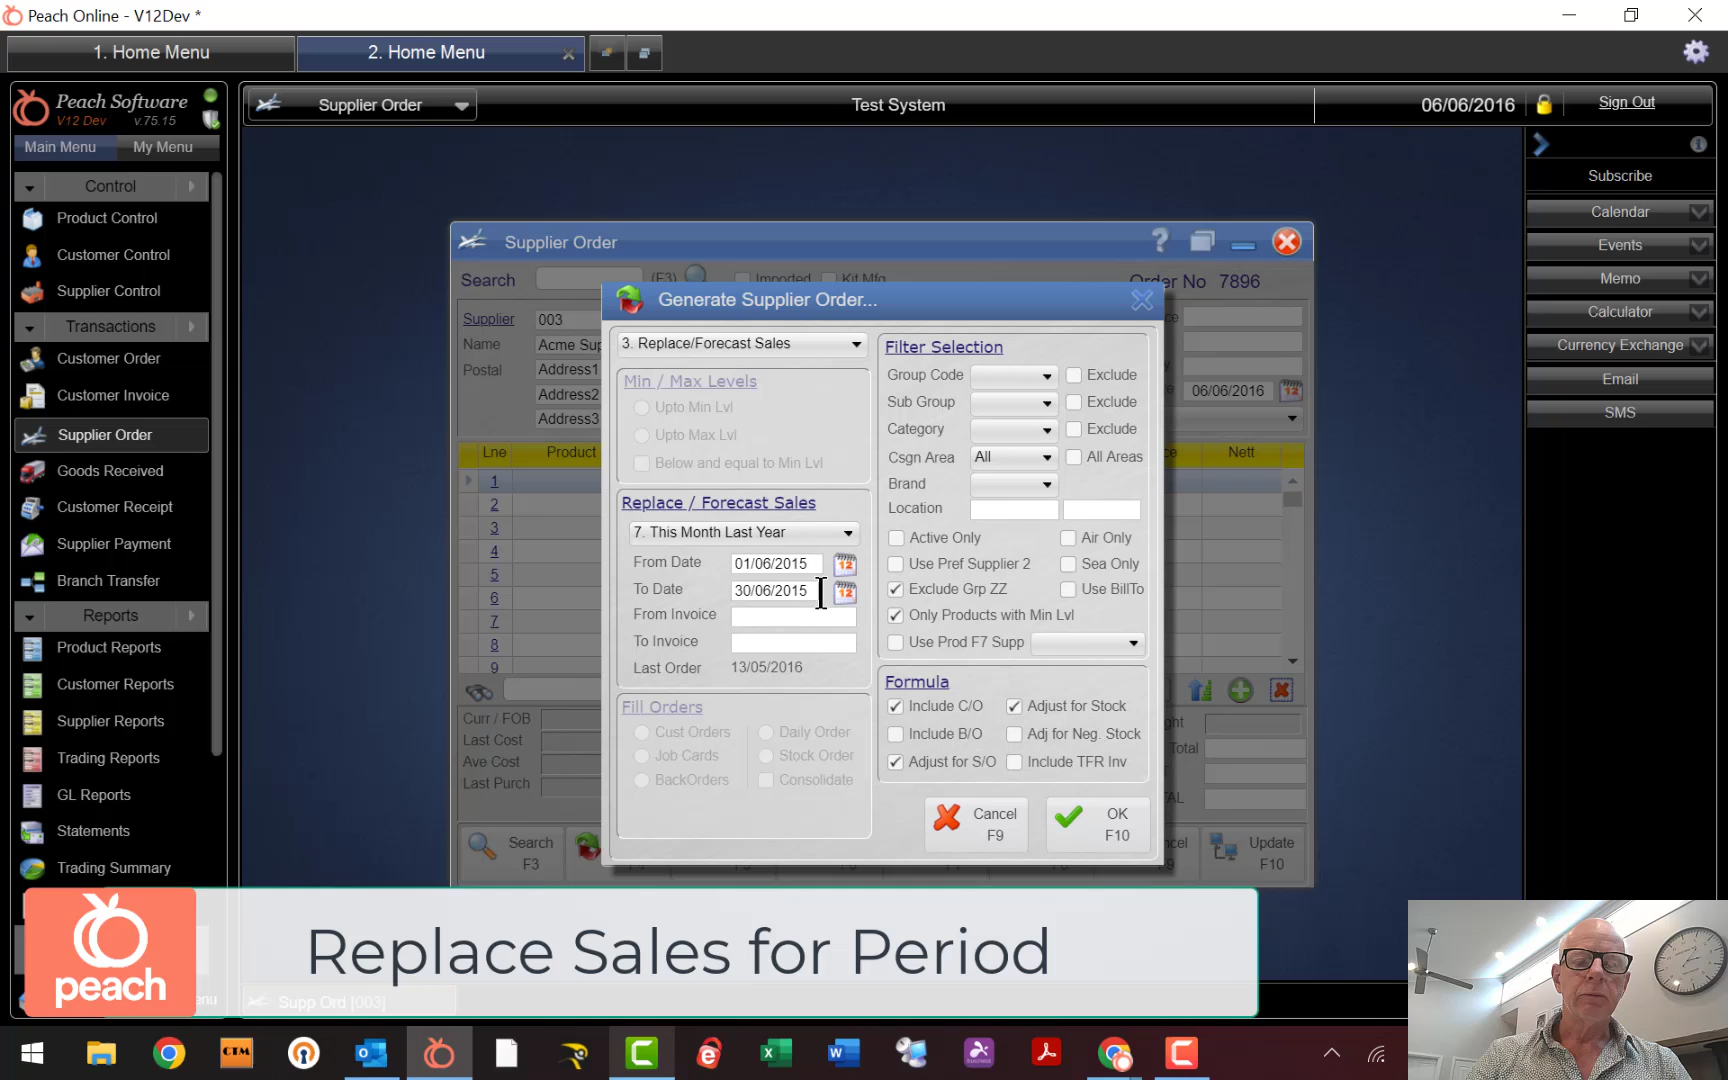 Peach Online - V12Dev *
1. Home Menu
2. Home Menu
Peach Software
V12 Dev v.75.15
Main Menu My Menu
Supplier Order
Test System
06/06/2016
Sign Out
Control
Product Control
Customer Control
Supplier Control
Transactions
Customer Order
Customer Invoice
Supplier Order
Goods Received
Customer Receipt
Supplier Payment
Branch Transfer
Reports
Product Reports
Customer Reports
Supplier Reports
Trading Reports
GL Reports
Statements
Trading Summary
Subscribe
Calendar
Events
Memo
Calculator
Currency Exchange
Email
SMS
Supplier Order
Search (F3) Imported Kit Mfg Order No 7896
Supplier 003
Name Acme Sup
Postal Address1
Address2
Address3
06/06/2016
Lne Product Nett
1
2
3
4
5
6
7
8
9
Curr / FOB
Last Cost
Ave Cost
Last Purch
Total
Search
F3
Update
F10
Generate Supplier Order...
3. Replace/Forecast Sales
Min / Max Levels
Upto Min Lvl
Upto Max Lvl
Below and equal to Min Lvl
Replace / Forecast Sales
7. This Month Last Year
From Date 01/06/2015
To Date 30/06/2015
From Invoice
To Invoice
Last Order 13/05/2016
Fill Orders
Cust Orders Daily Order
Job Cards Stock Order
BackOrders Consolidate
Filter Selection
Group Code Exclude
Sub Group Exclude
Category Exclude
Csgn Area All All Areas
Brand
Location
Active Only Air Only
Use Pref Supplier 2 Sea Only
Exclude Grp ZZ Use BillTo
Only Products with Min Lvl
Use Prod F7 Supp
Formula
Include C/O Adjust for Stock
Include B/O Adj for Neg. Stock
Adjust for S/O Include TFR Inv
Cancel
F9
OK
F10
peach
Replace Sales for Period
Supp Ord [003]
CTM